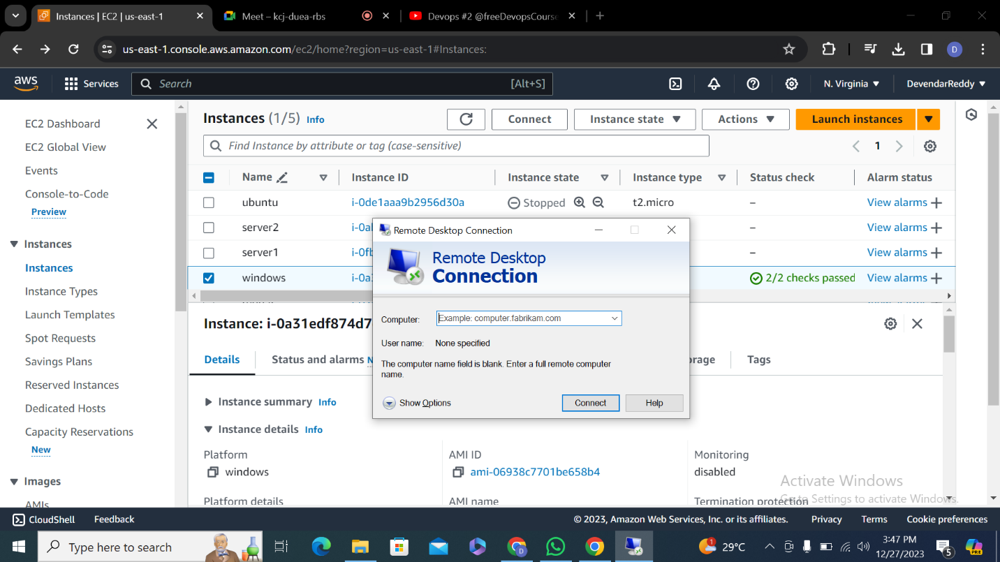 Instances | EC2 | us-east-1
Meet – kcj-duea-rbs
Devops #2 @freeDevopsCours
us-east-1.console.aws.amazon.com/ec2/home?region=us-east-1#Instances:
D
aws
Services
Search
[Alt+S]
N. Virginia
DevendarReddy
EC2 Dashboard
EC2 Global View
Events
Console-to-Code
Preview
Instances
Instances
Instance Types
Launch Templates
Spot Requests
Savings Plans
Reserved Instances
Dedicated Hosts
Capacity Reservations
New
Images
AMIs
Instances (1/5) Info
Connect
Instance state
Actions
Launch instances
Find Instance by attribute or tag (case-sensitive)
1
Name
Instance ID
Instance state
Instance type
Status check
Alarm status
ubuntu
i-0de1aaa9b2956d30a
Stopped
t2.micro
–
View alarms +
server2
i-0a
–
View alarms +
server1
i-0f
–
View alarms +
windows
i-0a
2/2 checks passed
View alarms +
Remote Desktop Connection
Remote Desktop
Connection
Computer:
Example: computer.fabrikam.com
User name:
None specified
The computer name field is blank. Enter a full remote computer
name.
Show Options
Connect
Help
Instance: i-0a31edf874d7
Details
Status and alarms N
orage
Tags
Instance summary Info
Instance details Info
Platform
windows
AMI ID
ami-06938c7701be658b4
Monitoring
disabled
Platform details
AMI name
Termination protection
Activate Windows
Go to Settings to activate Windows.
CloudShell
Feedback
© 2023, Amazon Web Services, Inc. or its affiliates.
Privacy
Terms
Cookie preferences
Type here to search
D
1
29°C
3:47 PM
12/27/2023
5
PRE